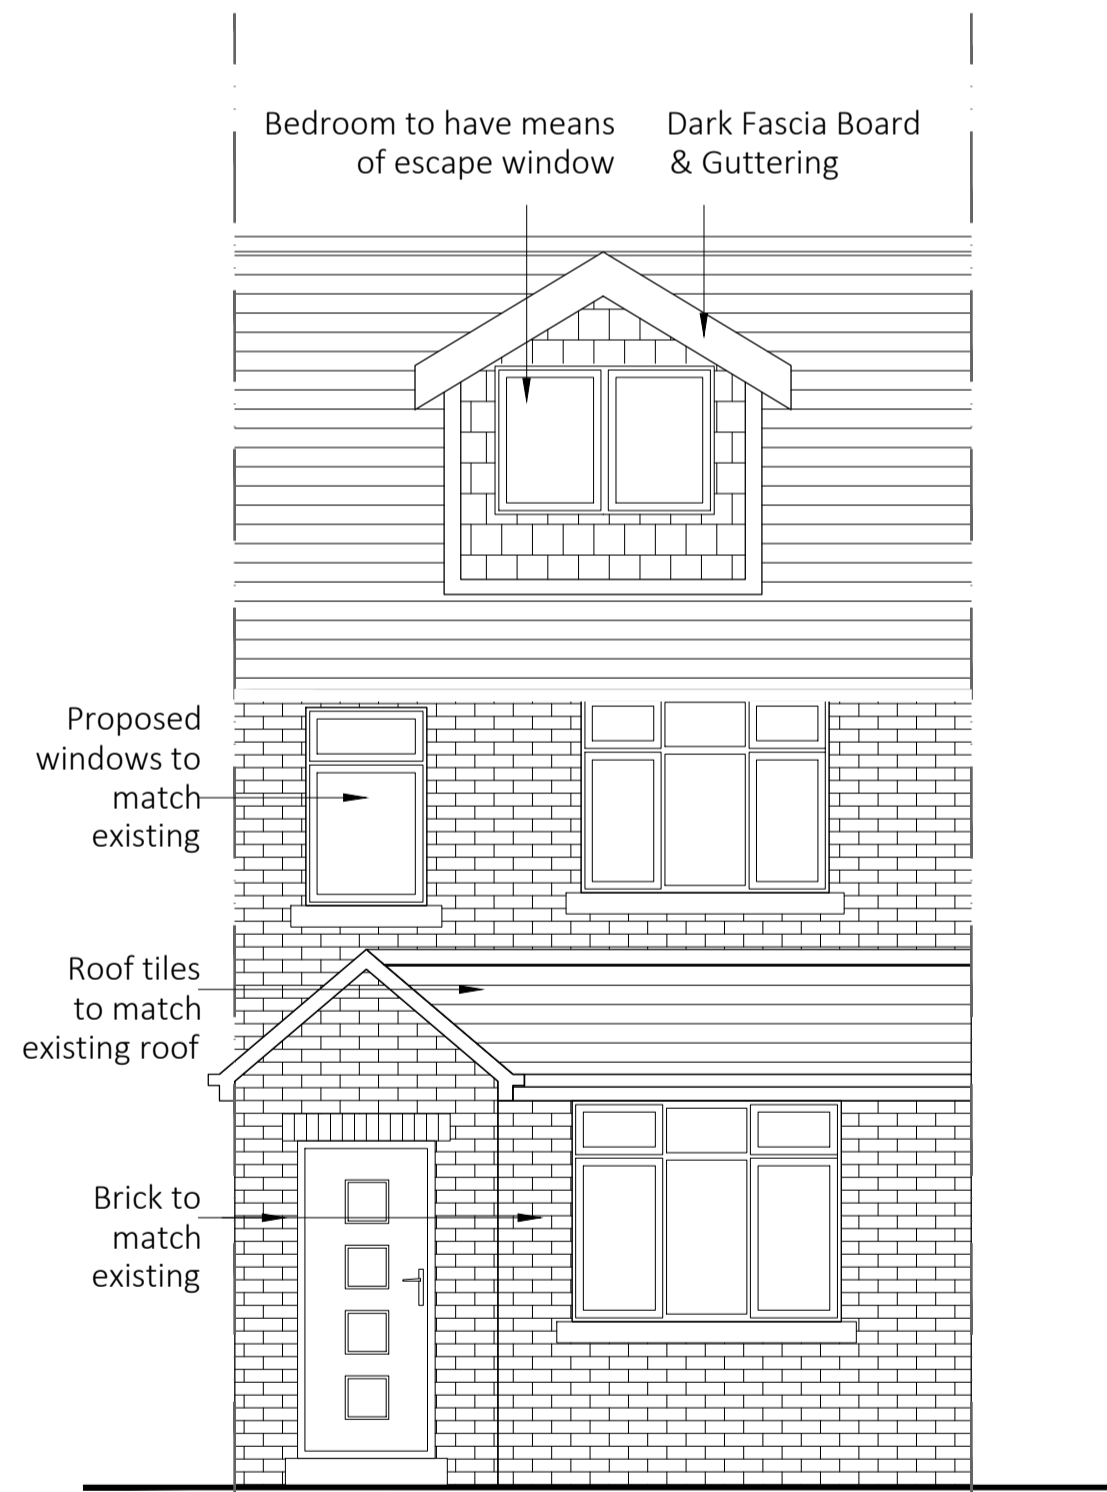 Bedroom to have means
of escape window
Dark Fascia Board
& Guttering
Proposed
windows to
match
existing
Roof tiles
to match
existing roof
Brick to
match
existing